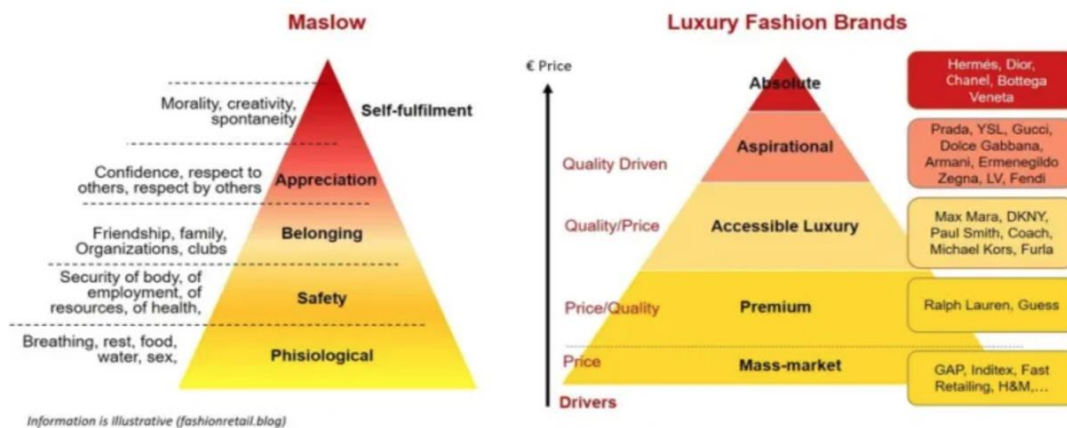 Maslow
Morality, creativity,
spontaneity
Self-fulfilment
Confidence, respect to
others, respect by others
Appreciation
Friendship, family,
Organizations, clubs
Belonging
Security of body, of
employment, of
resources, of health,
Safety
Breathing, rest, food,
water, sex,
Phisiological
Information is Illustrative (fashionretail.blog)
Luxury Fashion Brands
€ Price
Absolute
Hermés, Dior,
Chanel, Bottega
Veneta
Quality Driven
Aspirational
Prada, YSL, Gucci,
Dolce Gabbana,
Armani, Ermenegildo
Zegna, LV, Fendi
Quality/Price
Accessible Luxury
Max Mara, DKNY,
Paul Smith, Coach,
Michael Kors, Furla
Price/Quality
Premium
Ralph Lauren, Guess
Price
Mass-market
GAP, Inditex, Fast
Retailing, H&M,...
Drivers